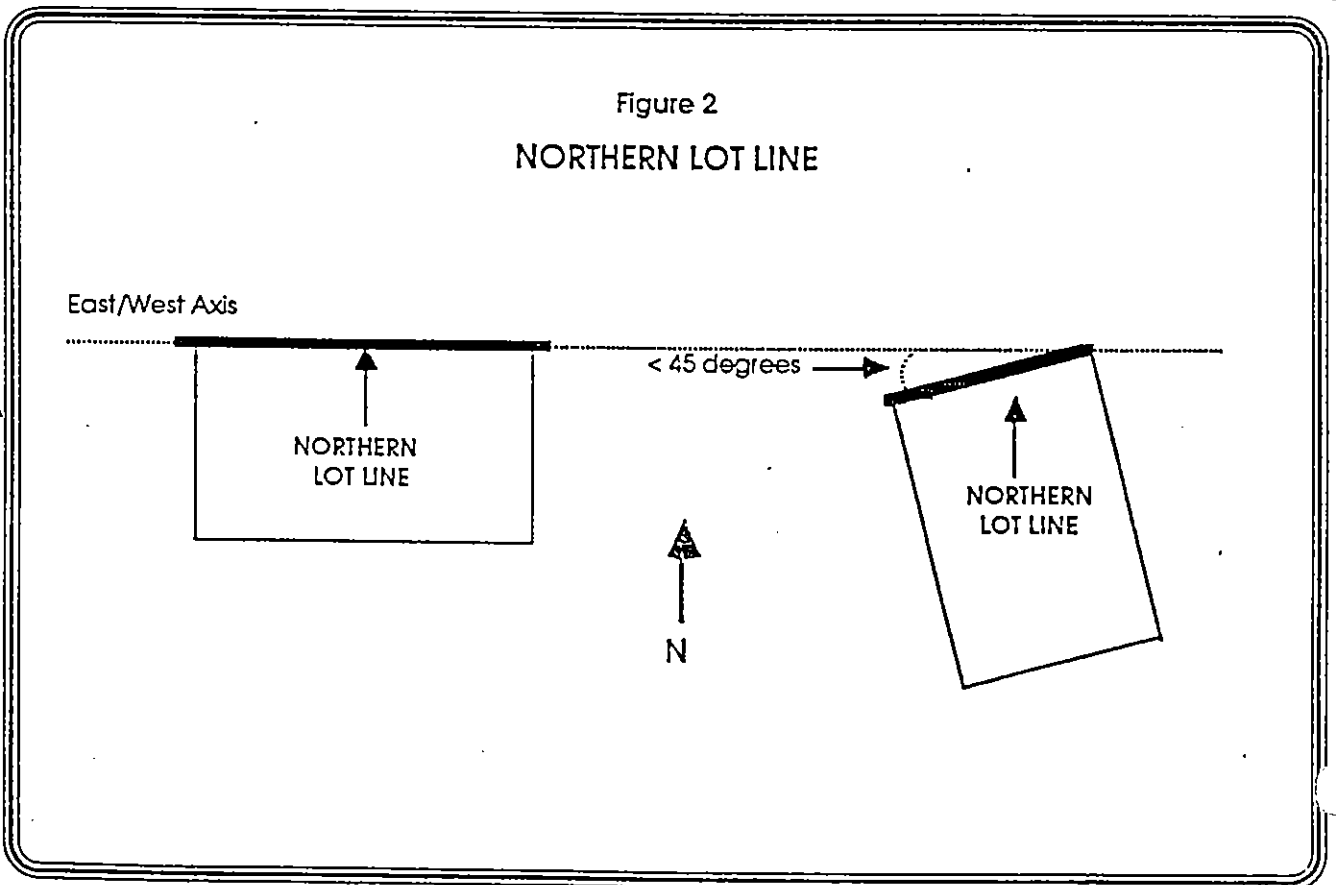 Figure 2
NORTHERN LOT LINE
East/West Axis
< 45 degrees
NORTHERN
LOT LINE
NORTHERN
LOT LINE
N